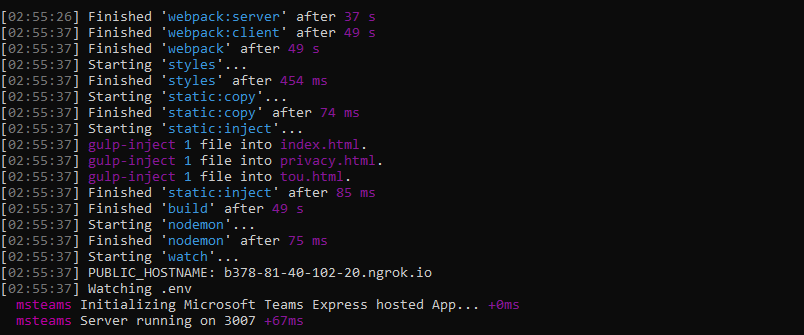 [02:55:26] Finished 'webpack:server' after 37 s
[02:55:37] Finished 'webpack:client' after 49 s
[02:55:37] Finished 'webpack' after 49 s
[02:55:37] Starting 'styles'...
[02:55:37] Finished 'styles' after 454 ms
[02:55:37] Starting 'static:copy'...
[02:55:37] Finished 'static:copy' after 74 ms
[02:55:37] Starting 'static:inject'...
[02:55:37] gulp-inject 1 file into index.html.
[02:55:37] gulp-inject 1 file into privacy.html.
[02:55:37] gulp-inject 1 file into tou.html.
[02:55:37] Finished 'static:inject' after 85 ms
[02:55:37] Finished 'build' after 49 s
[02:55:37] Starting 'nodemon'...
[02:55:37] Finished 'nodemon' after 75 ms
[02:55:37] Starting 'watch'...
[02:55:37] PUBLIC_HOSTNAME: b378-81-40-102-20.ngrok.io
[02:55:37] Watching .env
msteams Initializing Microsoft Teams Express hosted App... +0ms
msteams Server running on 3007 +67ms